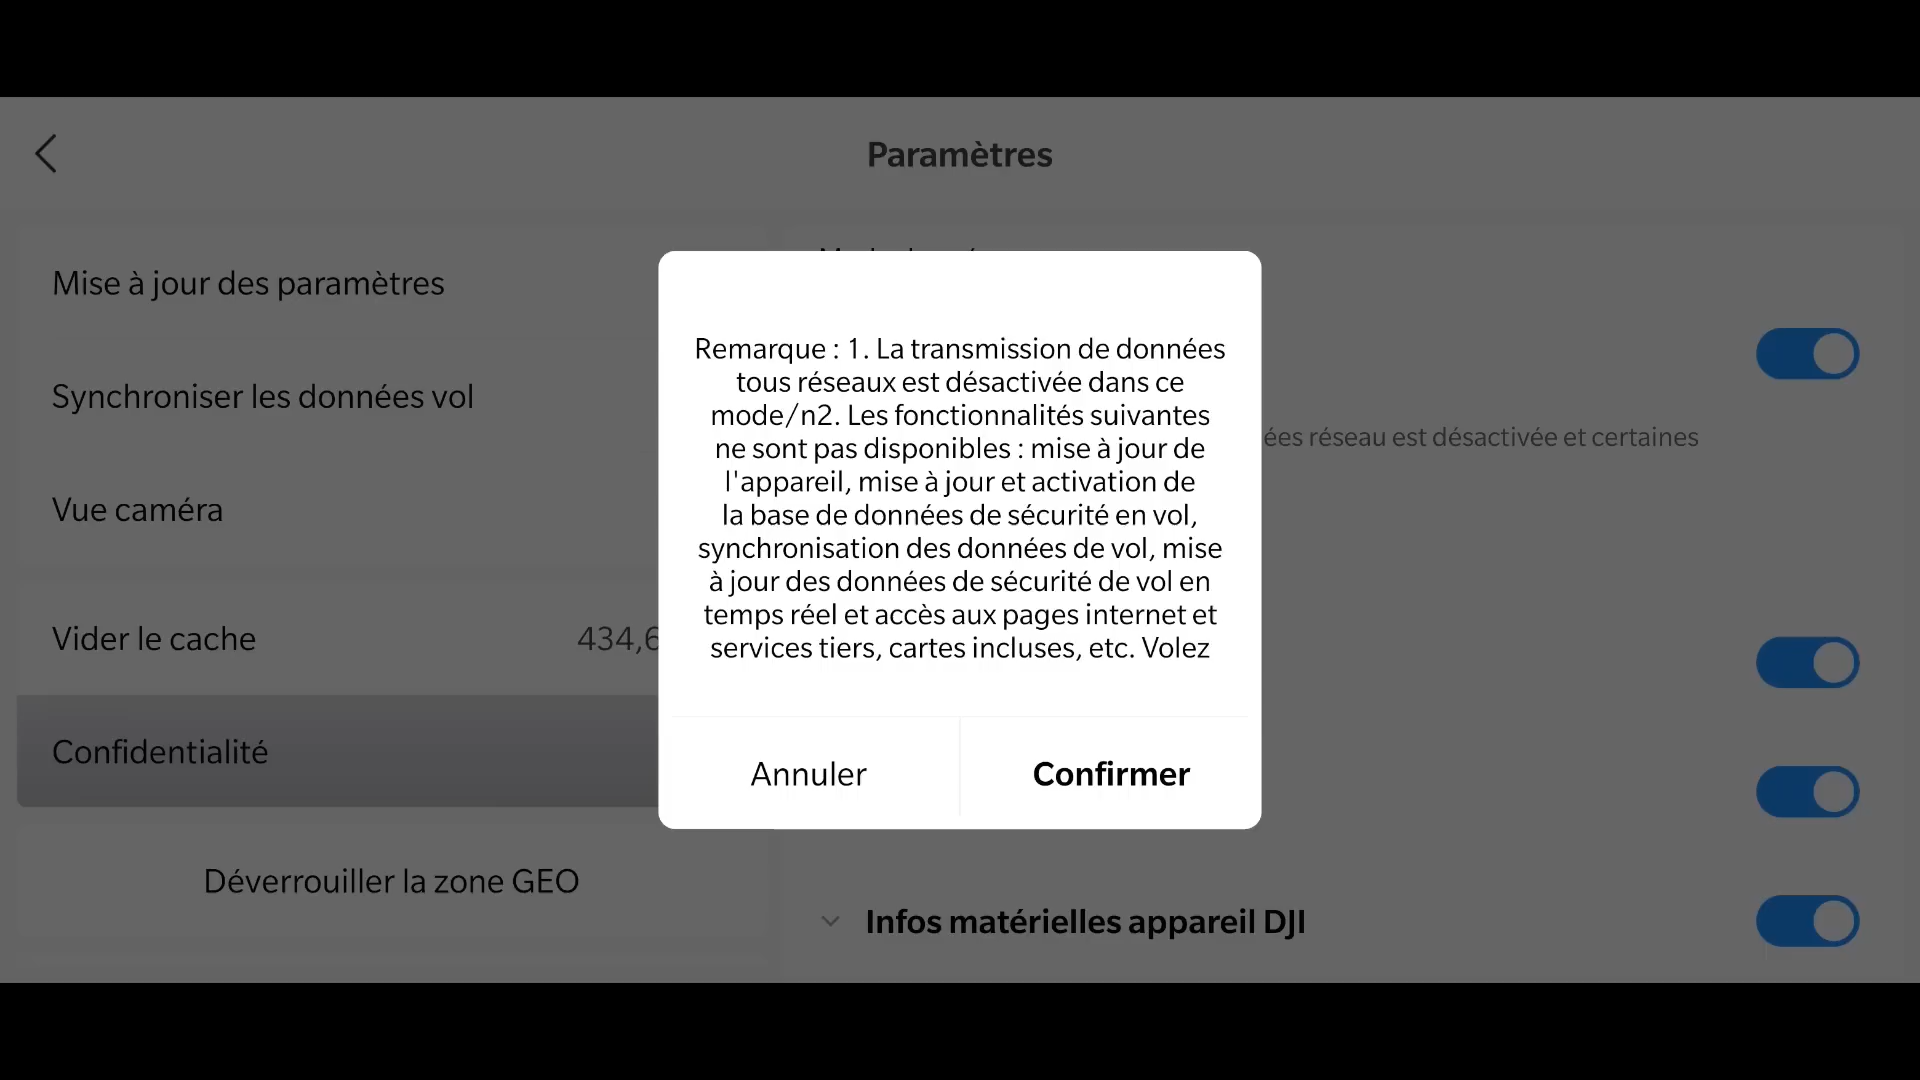 Paramètres
Mise à jour des paramètres
Synchroniser les données vol
Vue caméra
Vider le cache
434,6
Confidentialité
Déverrouiller la zone GEO
ées réseau est désactivée et certaines
Infos matérielles appareil DJI
Remarque : 1. La transmission de données
tous réseaux est désactivée dans ce
mode/n2. Les fonctionnalités suivantes
ne sont pas disponibles : mise à jour de
l'appareil, mise à jour et activation de
la base de données de sécurité en vol,
synchronisation des données de vol, mise
à jour des données de sécurité de vol en
temps réel et accès aux pages internet et
services tiers, cartes incluses, etc. Volez
Annuler
Confirmer